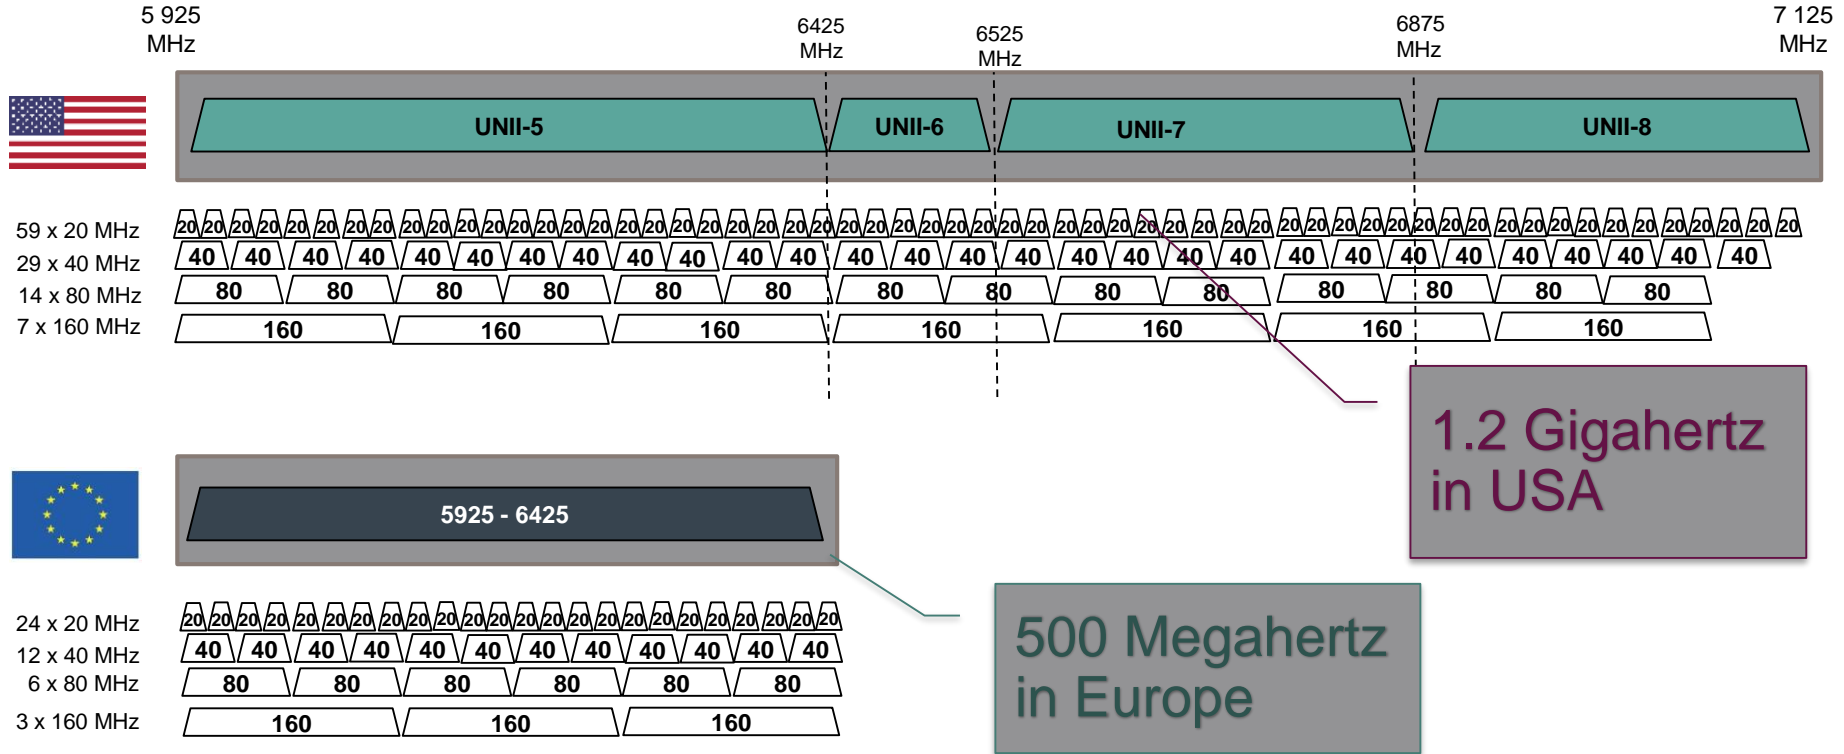 5 925
MHz
6425
MHz
6525
MHz
6875
MHz
7 125
MHz
UNII-5 UNII-6 UNII-7 UNII-8
59 x 20 MHz 20 20 20 20 20 20 20 20 20 20 20 20 20 20 20 20 20 20 20 20 20 20 20 20 20 20 20 20 20 20 20 20 20 20 20 20 20 20 20 20 20 20 20 20 20 20 20 20 20 20 20 20 20 20 20 20 20 20 20
29 x 40 MHz 40 40 40 40 40 40 40 40 40 40 40 40 40 40 40 40 40 40 40 40 40 40 40 40 40 40 40 40 40
14 x 80 MHz 80 80 80 80 80 80 80 80 80 80 80 80 80 80
7 x 160 MHz 160 160 160 160 160 160 160
1.2 Gigahertz
in USA
5925 - 6425
24 x 20 MHz 20 20 20 20 20 20 20 20 20 20 20 20 20 20 20 20 20 20 20 20 20 20 20 20
12 x 40 MHz 40 40 40 40 40 40 40 40 40 40 40 40
6 x 80 MHz 80 80 80 80 80 80
3 x 160 MHz 160 160 160
500 Megahertz
in Europe